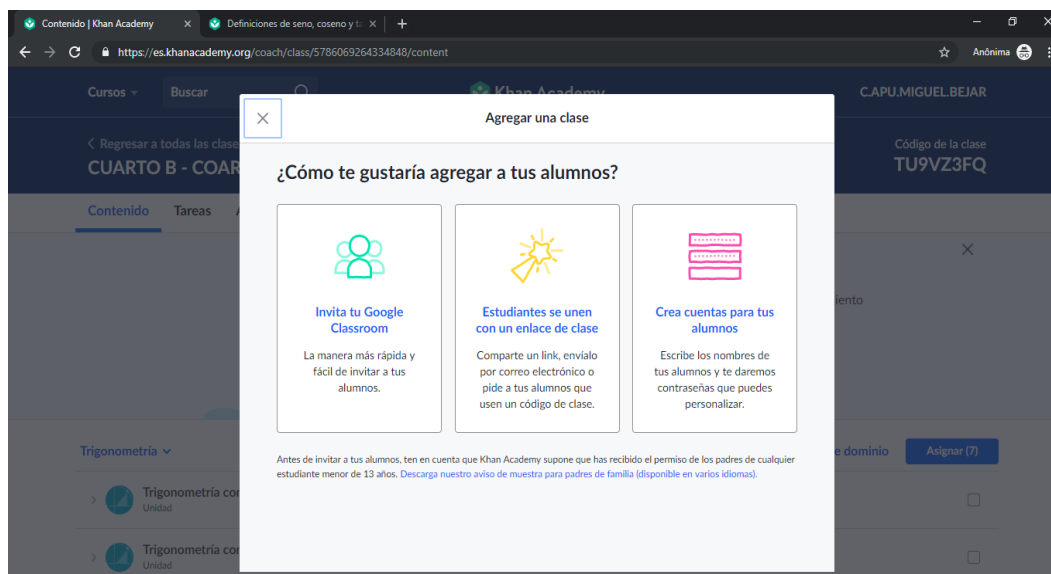 Contenido | Khan Academy
Definiciones de seno, coseno y ta
https://es.khanacademy.org/coach/class/5786069264334848/content
Anónima
Cursos
Buscar
Khan Academy
C.APU.MIGUEL.BEJAR
Regresar a todas las clase
CUARTO B - COAR
Código de la clase
TU9VZ3FQ
Contenido
Tareas
Agregar una clase
¿Cómo te gustaría agregar a tus alumnos?
Invita tu Google
Classroom
La manera más rápida y
fácil de invitar a tus
alumnos.
Estudiantes se unen
con un enlace de clase
Comparte un link, envíalo
por correo electrónico o
pide a tus alumnos que
usen un código de clase.
Crea cuentas para tus
alumnos
Escribe los nombres de
tus alumnos y te daremos
contraseñas que puedes
personalizar.
iento
Antes de invitar a tus alumnos, ten en cuenta que Khan Academy supone que has recibido el permiso de los padres de cualquier
estudiante menor de 13 años. Descarga nuestro aviso de muestra para padres de familia (disponible en varios idiomas).
Trigonometría
e dominio
Asignar (7)
Trigonometría cor
Unidad
Trigonometría cor
Unidad